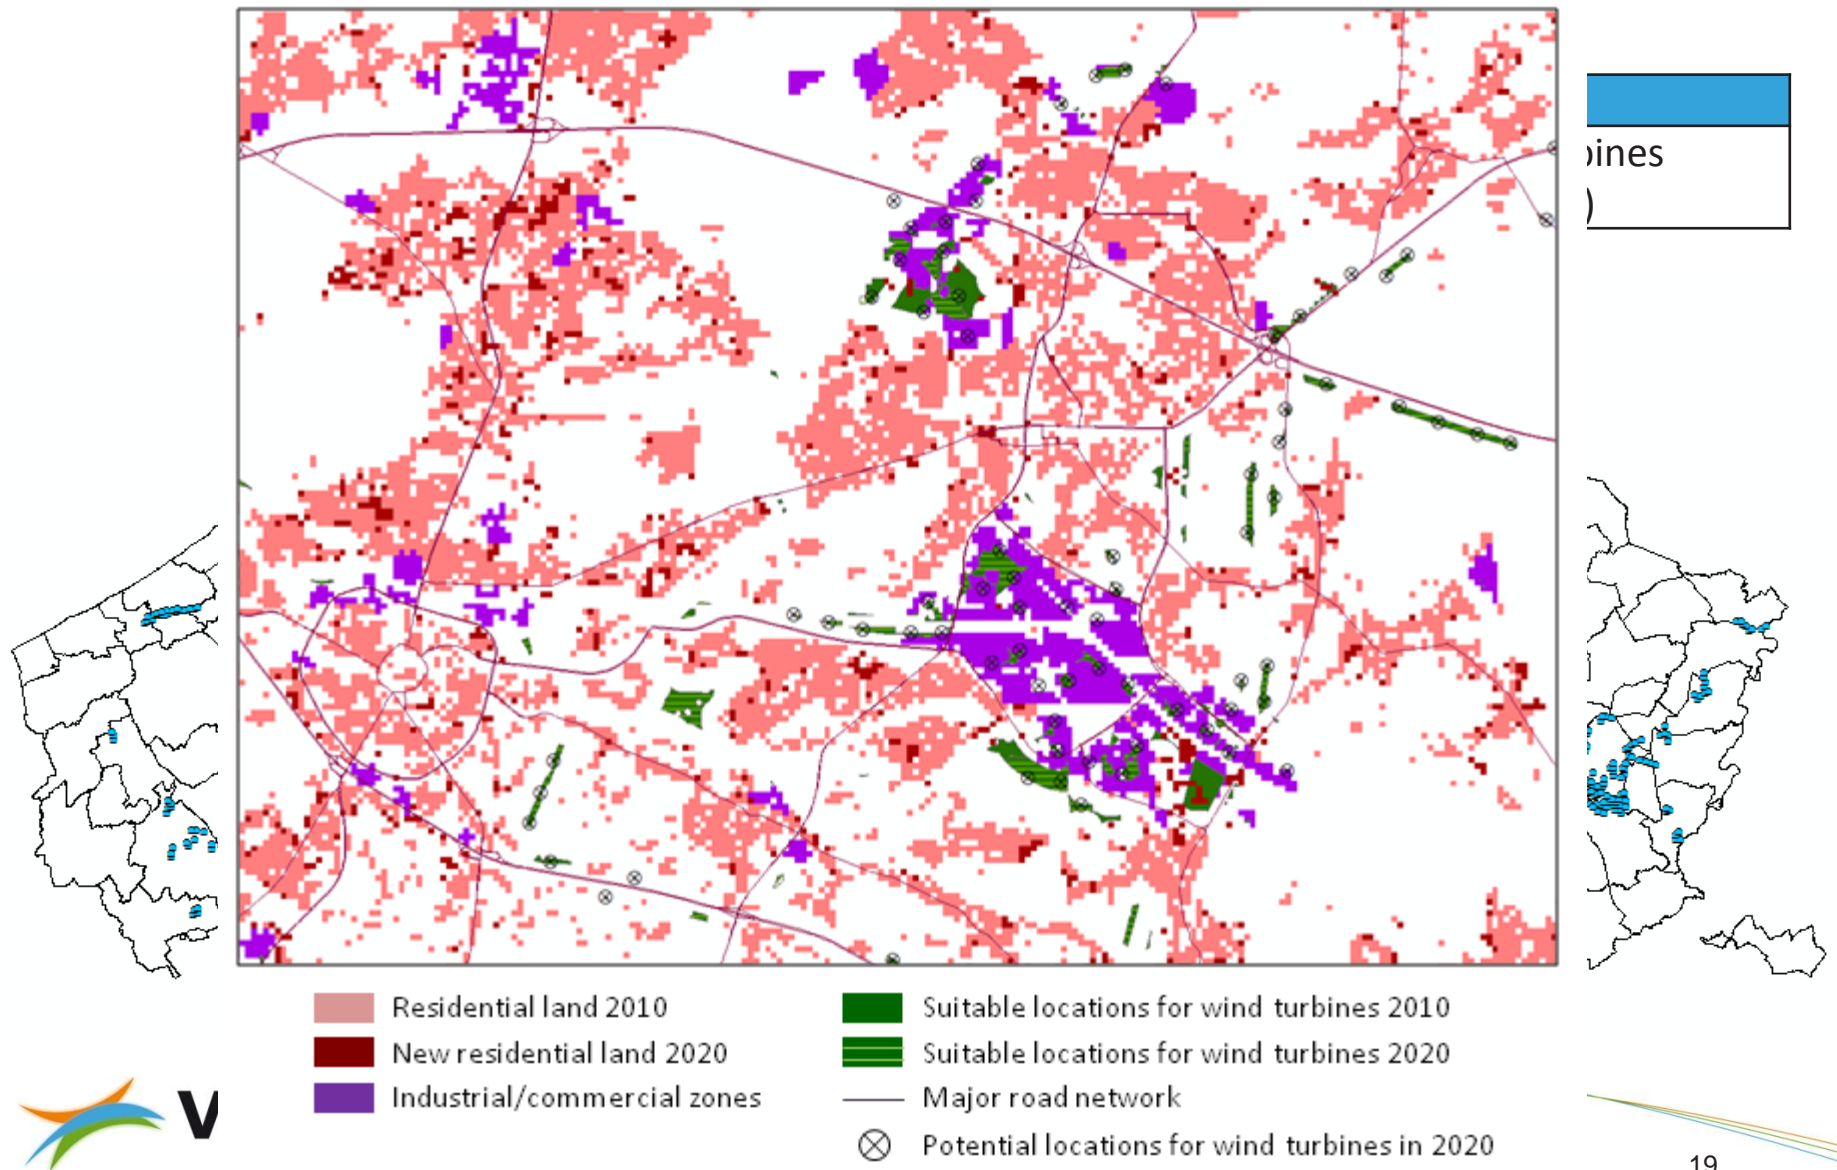 )
Residential land 2010
New residential land 2020
Industrial/commercial zones
Suitable locations for wind turbines 2010
Suitable locations for wind turbines 2020
Major road network
Potential locations for wind turbines in 2020
19